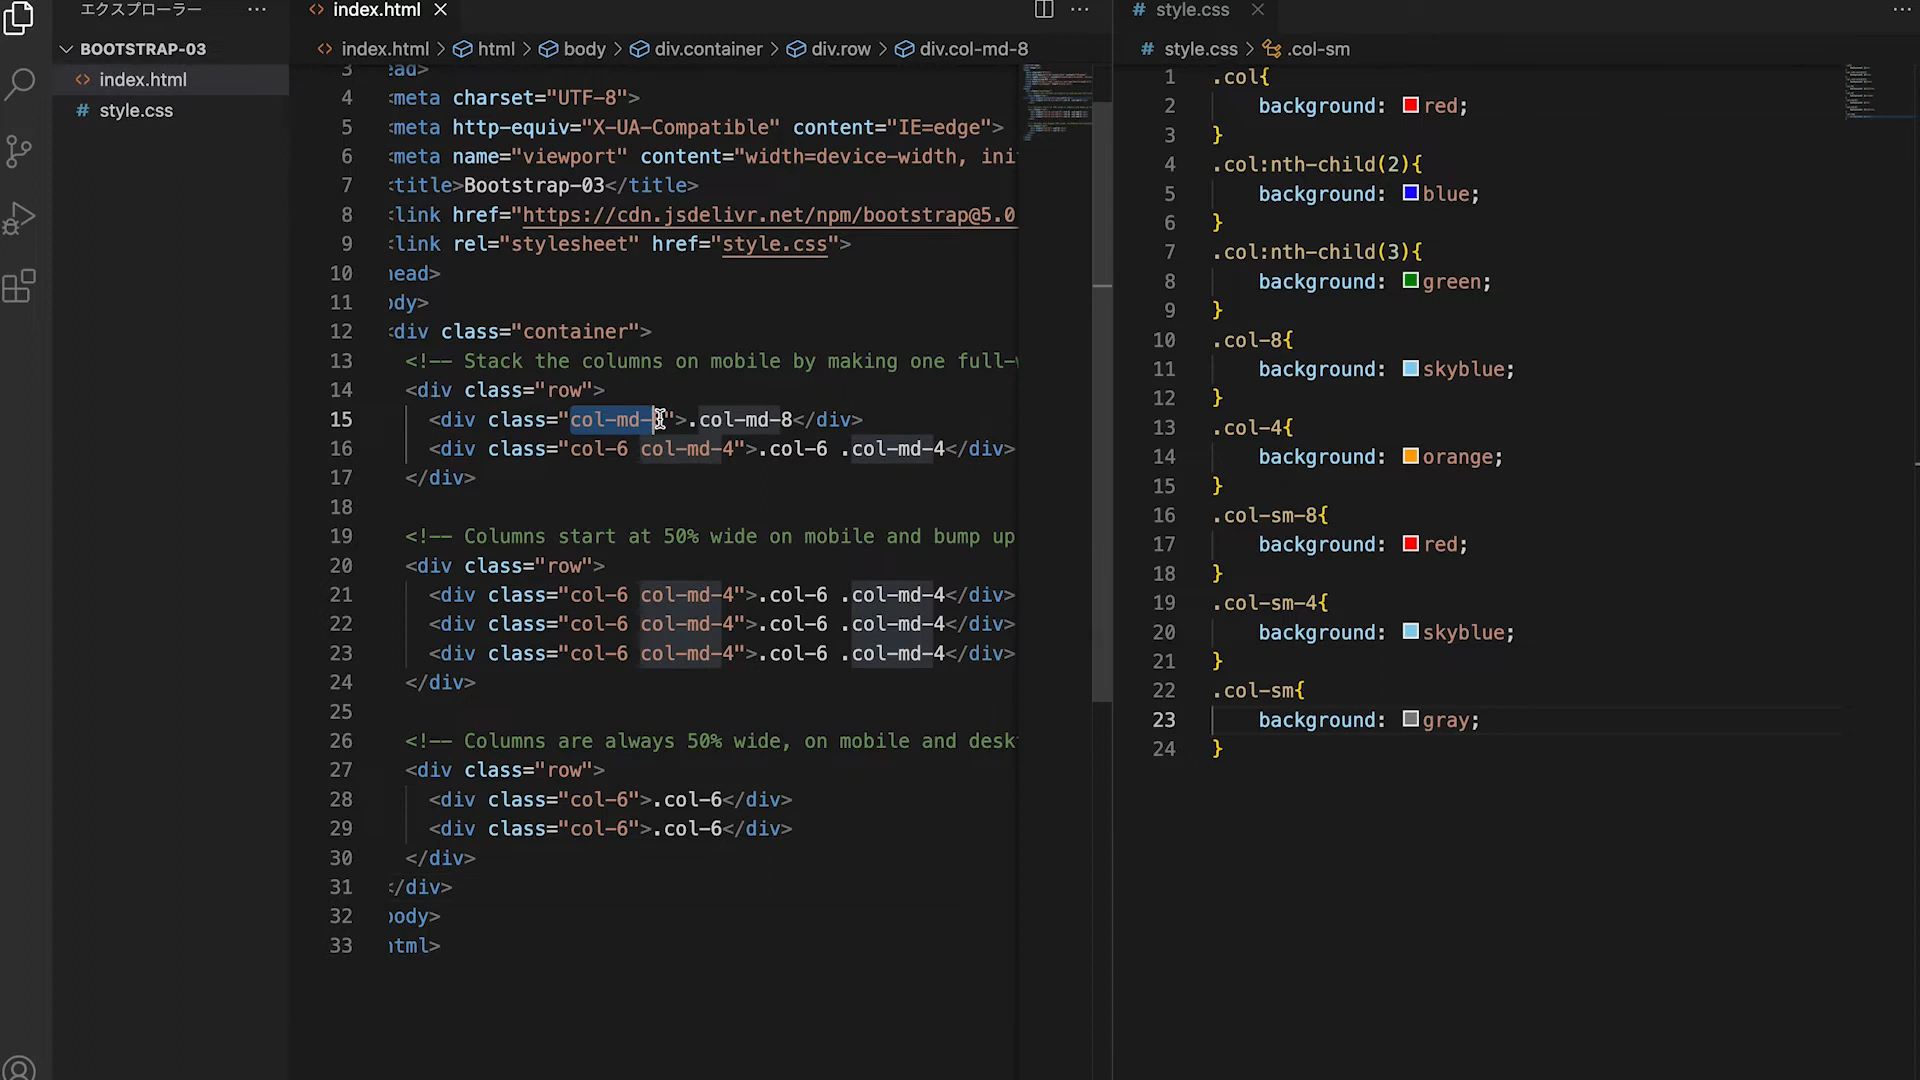 エクスプローラー
BOOTSTRAP-03
index.html
style.css
index.html
index.html > html > body > div.container > div.row > div.col-md-8
3 ead>
4 <meta charset="UTF-8">
5 <meta http-equiv="X-UA-Compatible" content="IE=edge">
6 <meta name="viewport" content="width=device-width, ini
7 <title>Bootstrap-03</title>
8 <link href="https://cdn.jsdelivr.net/npm/bootstrap@5.0
9 <link rel="stylesheet" href="style.css">
10 head>
11 ody>
12 <div class="container">
13 <!-- Stack the columns on mobile by making one full-w
14 <div class="row">
15 <div class="col-md-8">.col-md-8</div>
16 <div class="col-6 col-md-4">.col-6 .col-md-4</div>
17 </div>
18
19 <!-- Columns start at 50% wide on mobile and bump up
20 <div class="row">
21 <div class="col-6 col-md-4">.col-6 .col-md-4</div>
22 <div class="col-6 col-md-4">.col-6 .col-md-4</div>
23 <div class="col-6 col-md-4">.col-6 .col-md-4</div>
24 </div>
25
26 <!-- Columns are always 50% wide, on mobile and deskt
27 <div class="row">
28 <div class="col-6">.col-6</div>
29 <div class="col-6">.col-6</div>
30 </div>
31 </div>
32 body>
33 html>
# style.css
# style.css > .col-sm
1 .col{
2 background: red;
3 }
4 .col:nth-child(2){
5 background: blue;
6 }
7 .col:nth-child(3){
8 background: green;
9 }
10 .col-8{
11 background: skyblue;
12 }
13 .col-4{
14 background: orange;
15 }
16 .col-sm-8{
17 background: red;
18 }
19 .col-sm-4{
20 background: skyblue;
21 }
22 .col-sm{
23 background: gray;
24 }